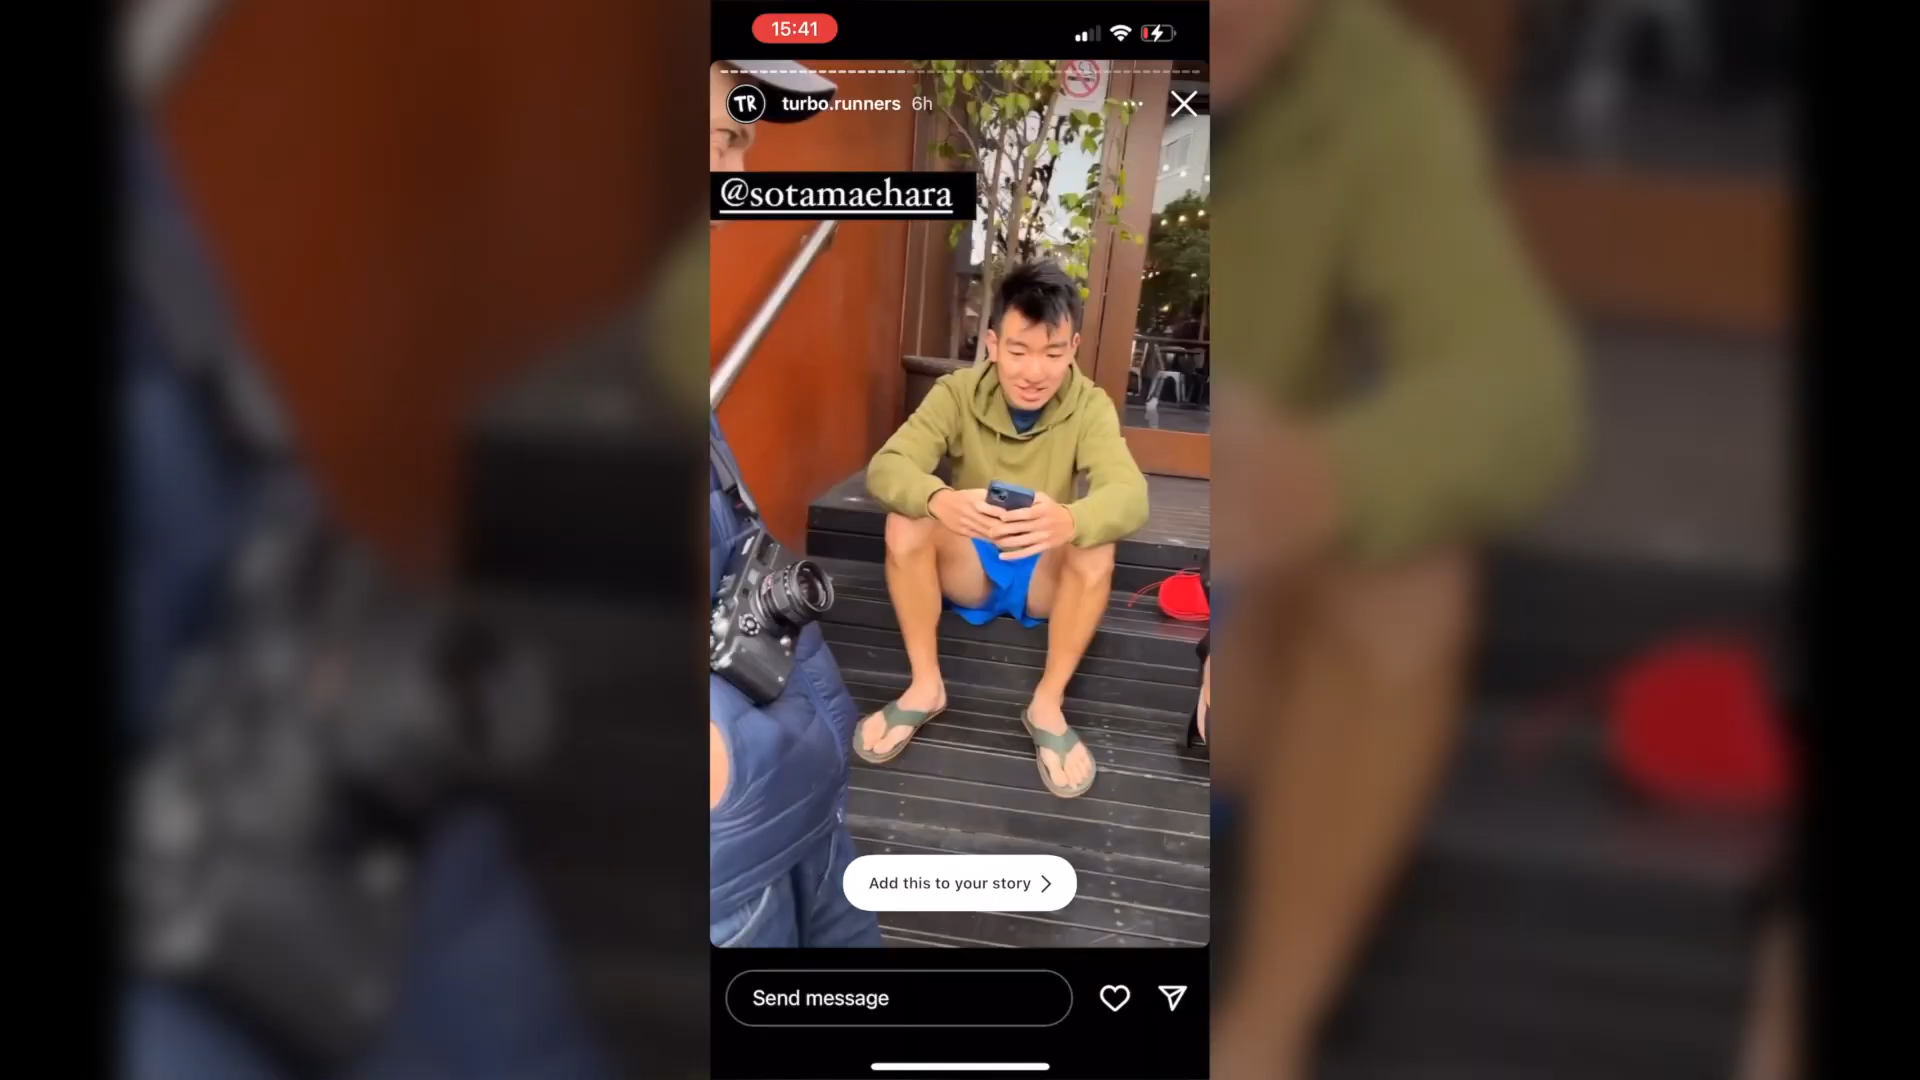 15:41
TR turbo.runners 6h
@sotamaehara
Add this to your story
Send message